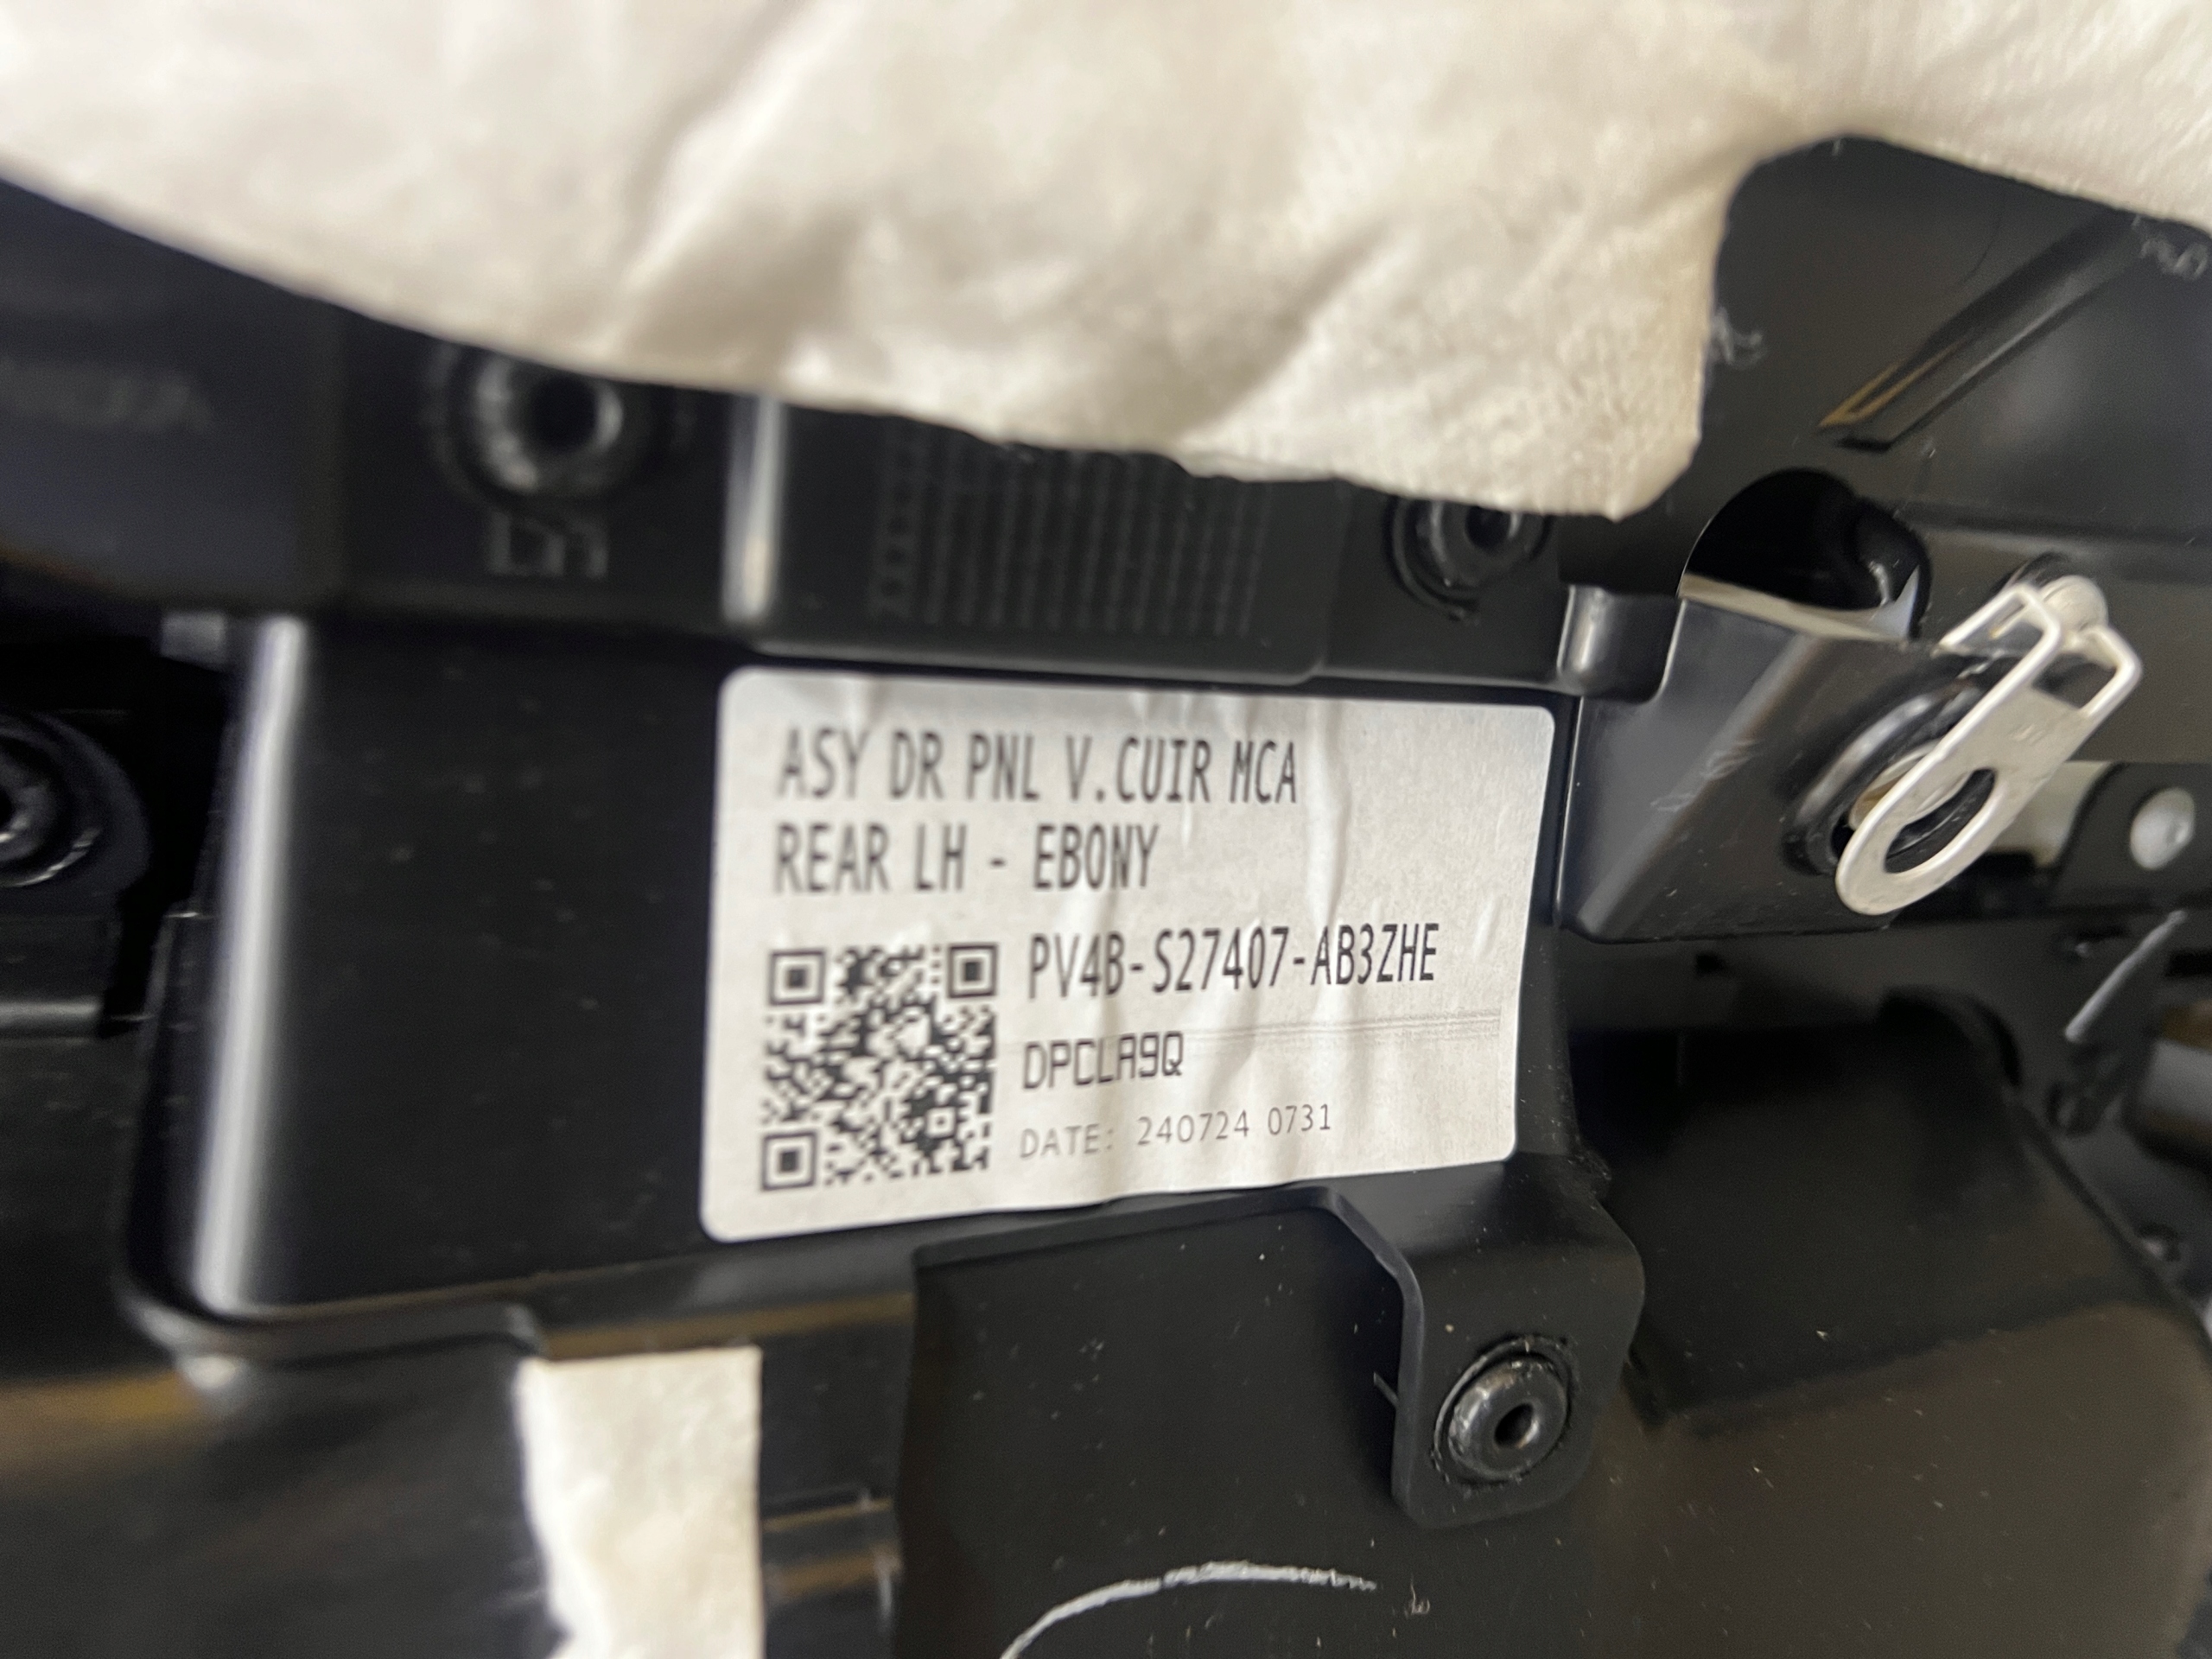 ASY DR PNL V.CUIR MCA
REAR LH - EBONY
PV4B-S27407-AB3ZHE
DPCLA9Q
DATE: 240724 0731